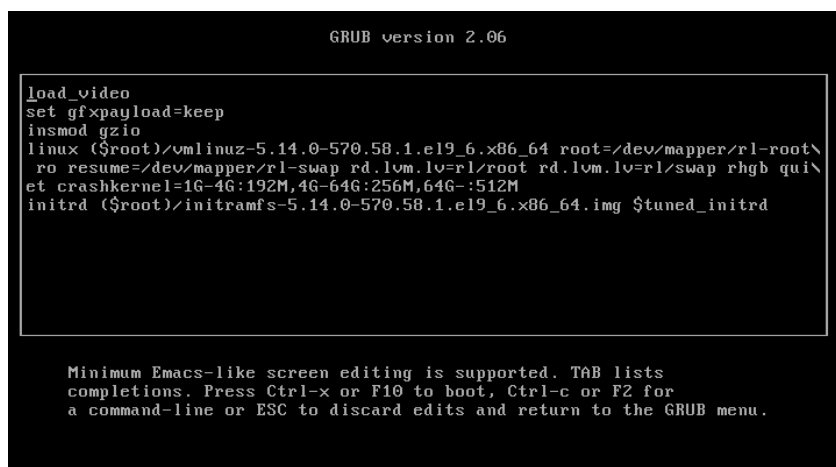 GRUB version 2.06
load_video
set gfxpayload=keep
insmod gzio
linux ($root)/vmlinuz-5.14.0-570.58.1.el9_6.x86_64 root=/dev/mapper/rl-root\
ro resume=/dev/mapper/rl-swap rd.lvm.lv=rl/root rd.lvm.lv=rl/swap rhgb qui\
et crashkernel=1G-4G:192M,4G-64G:256M,64G-:512M
initrd ($root)/initramfs-5.14.0-570.58.1.el9_6.x86_64.img $tuned_initrd
Minimum Emacs-like screen editing is supported. TAB lists
completions. Press Ctrl-x or F10 to boot, Ctrl-c or F2 for
a command-line or ESC to discard edits and return to the GRUB menu.